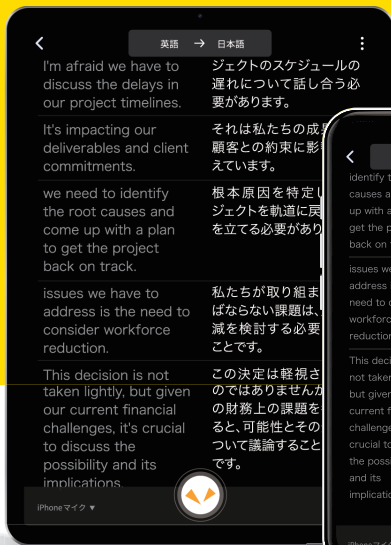 英語 → 日本語
I'm afraid we have to
discuss the delays in
our project timelines.
ジェクトのスケジュールの
遅れについて話し合う必
要があります。
It's impacting our
deliverables and client
commitments.
それは私たちの成
顧客との約束に影
えています。
we need to identify
the root causes and
come up with a plan
to get the project
back on track.
根本原因を特定し
ジェクトを軌道に戻
を立てる必要があり
issues we have to
address is the need to
consider workforce
reduction.
私たちが取り組ま
ばならない課題は、
減を検討する必要
ことです。
This decision is not
taken lightly, but given
our current financial
challenges, it's crucial
to discuss the
possibility and its
implications.
この決定は軽視さ
のではありませんが
の財務上の課題を
ると、可能性とその
ついて議論すること
です。
iPhoneマイク ▼
identify t
causes a
up with a
get the p
back on
issues we
address
need to c
workforc
reduction
This deci
not taken
but given
current f
challenge
crucial to
the possi
and its
implicatio
iPhoneマイク